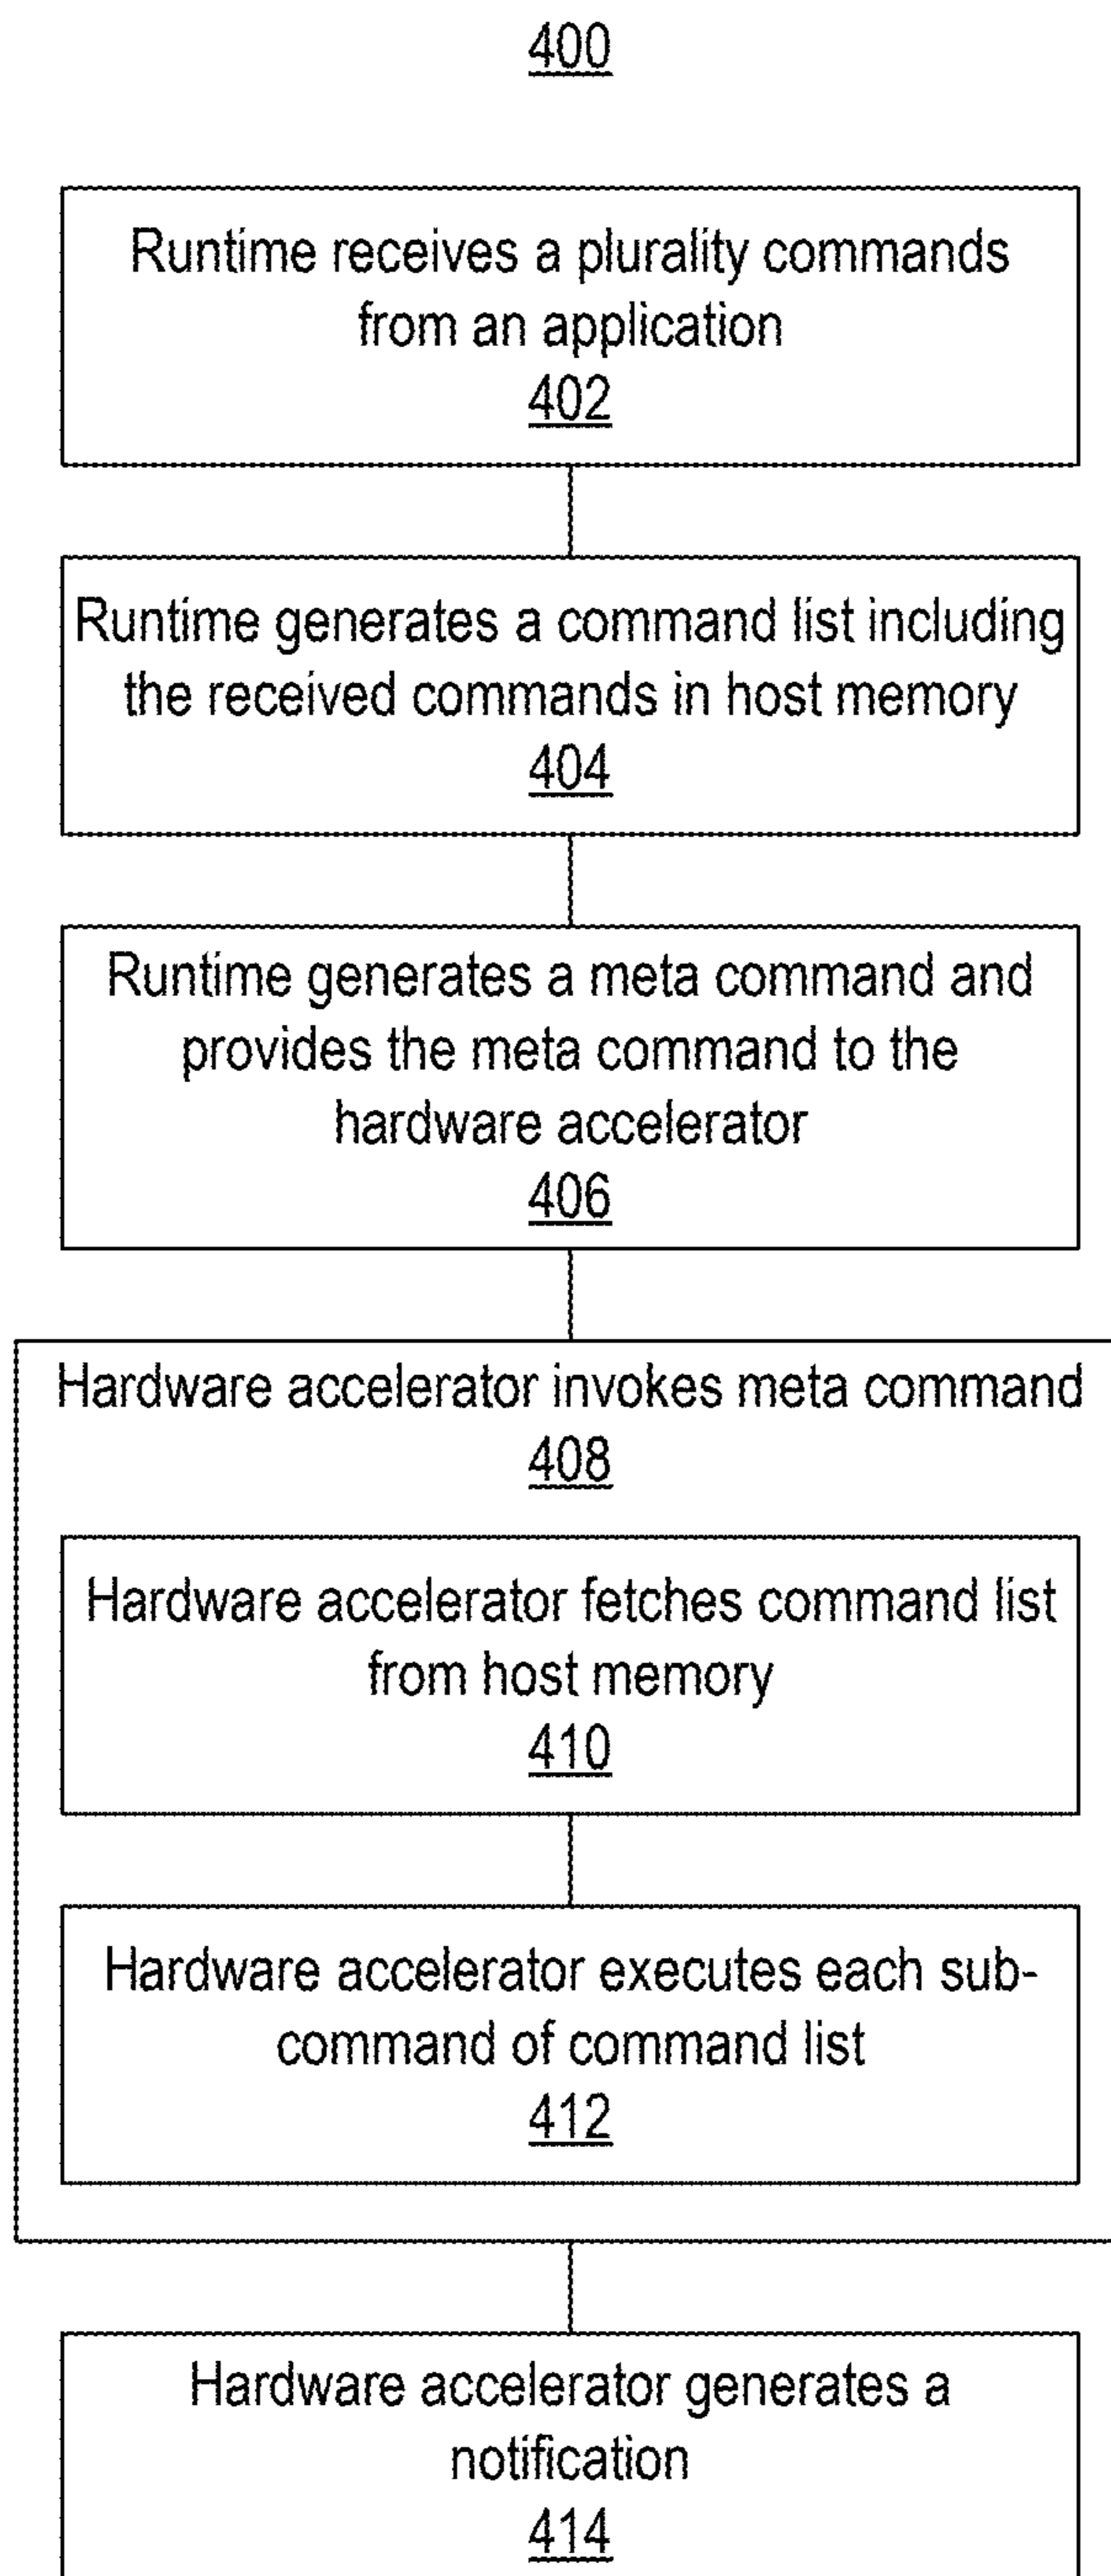 400
Runtime receives a plurality commands
from an application
402
Runtime generates a command list including
the received commands in host memory
404
Runtime generates a meta command and
provides the meta command to the
hardware accelerator
406
Hardware accelerator invokes meta command
408
Hardware accelerator fetches command list
from host memory
410
Hardware accelerator executes each sub-
command of command list
412
Hardware accelerator generates a
notification
414